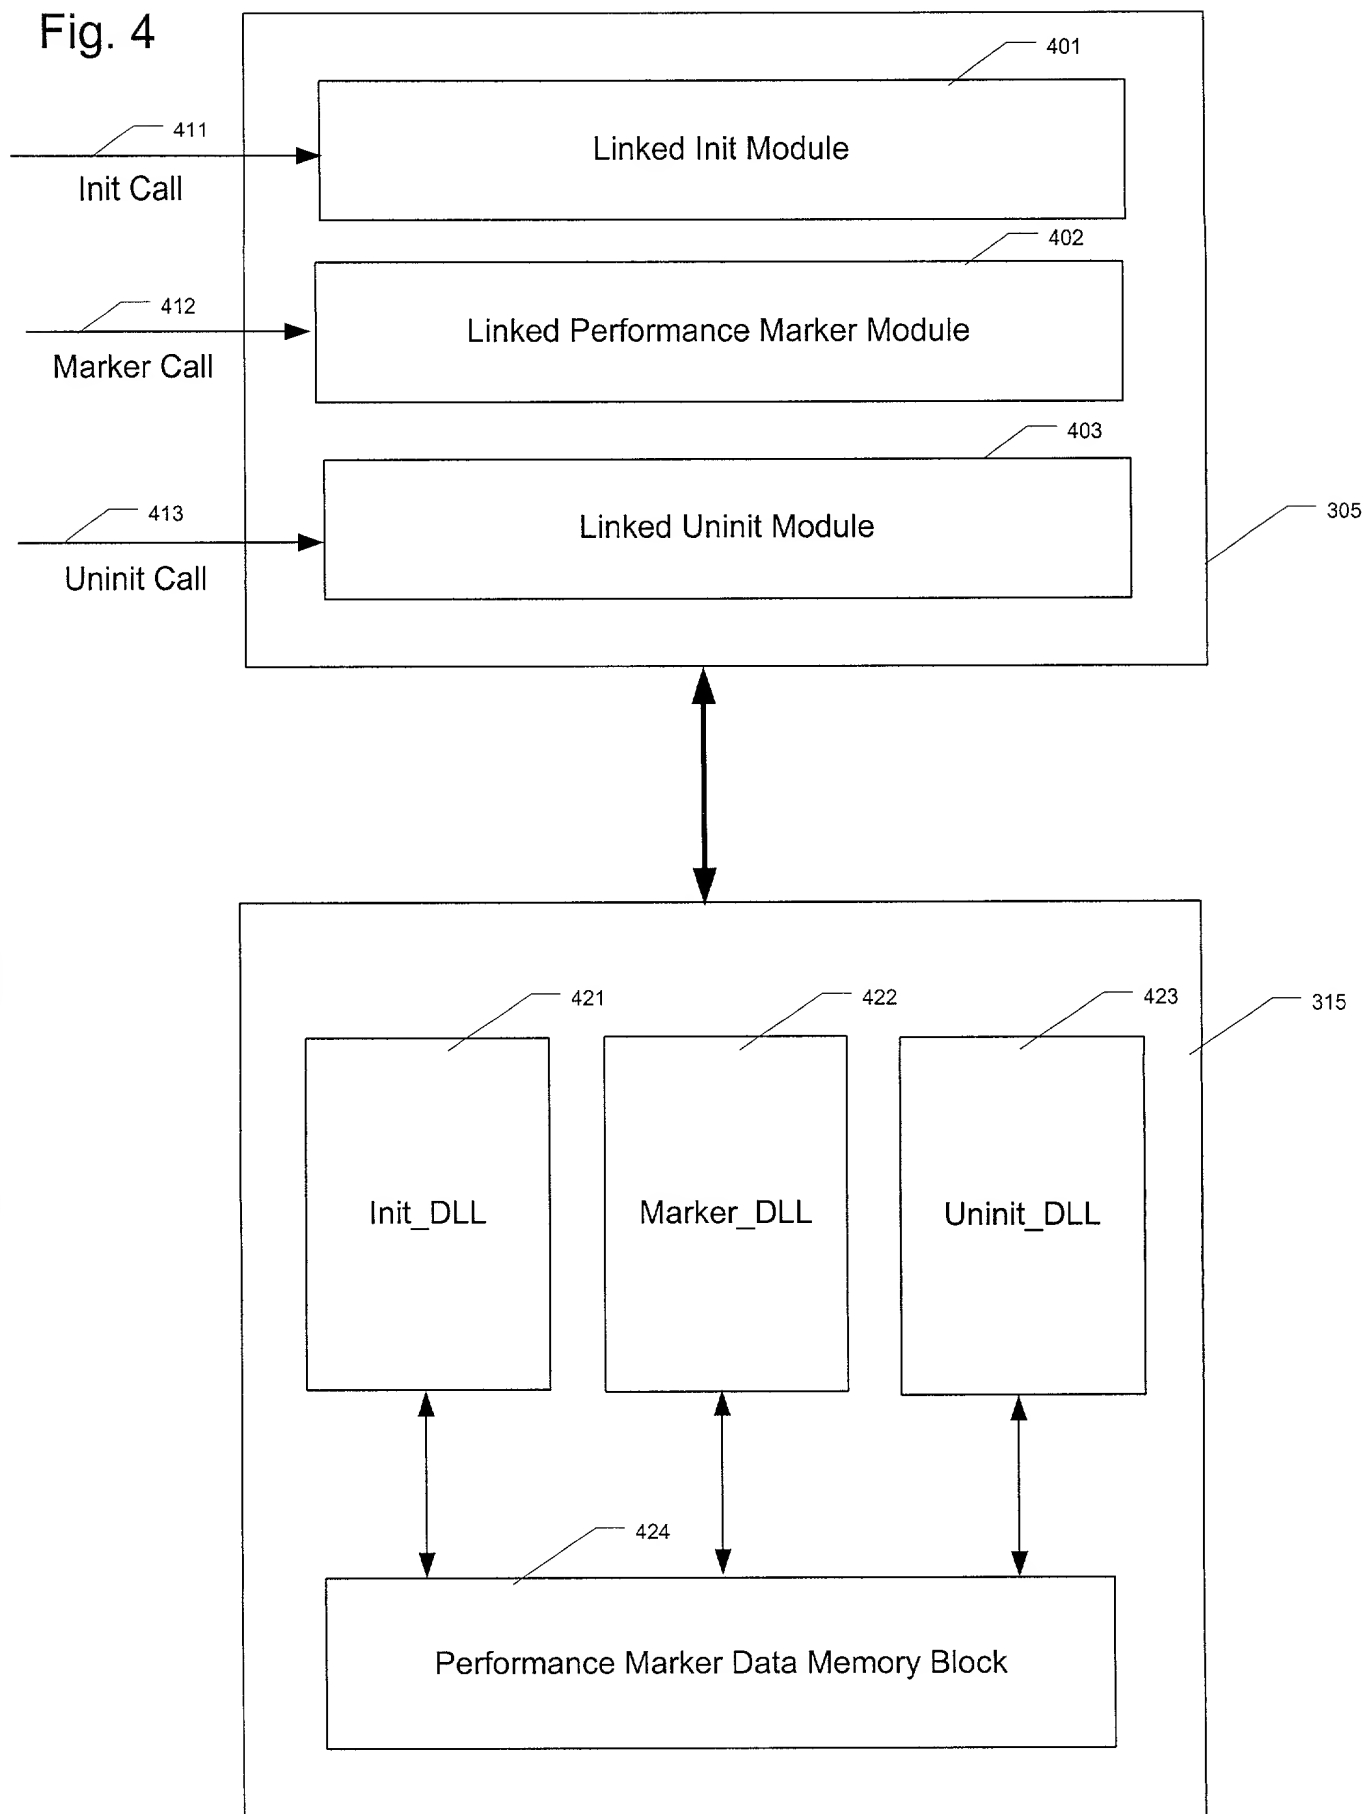 Fig. 4
401
411
Linked Init Module
Init Call
402
412
Linked Performance Marker Module
Marker Call
403
413
305
Linked Uninit Module
Uninit Call
421
422
423
315
Init_DLL
Marker_DLL
Uninit_DLL
424
Performance Marker Data Memory Block